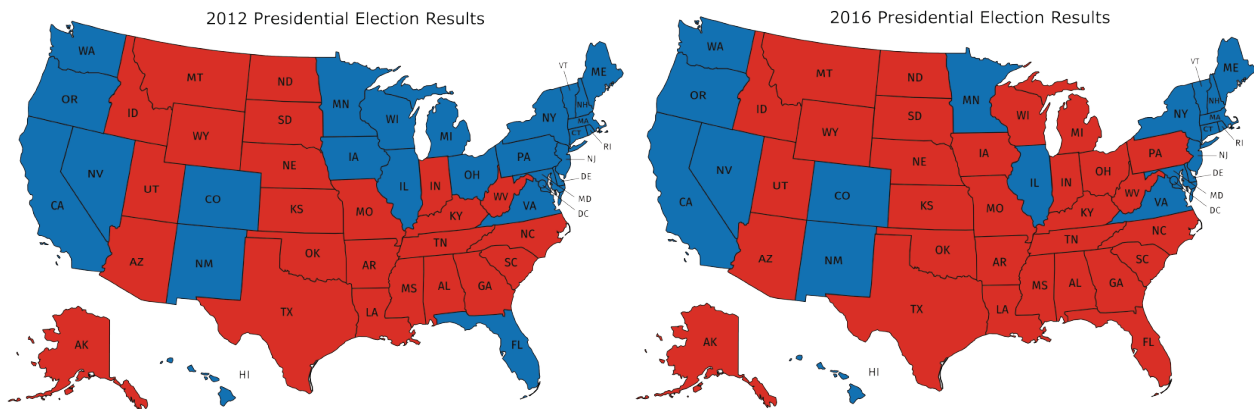 2012 Presidential Election Results
WA
MT
ND
MN
VT
ME
OR
ID
SD
WI
MI
NY
NH
MA
CT
RI
WY
IA
PA
NJ
NE
NV
UT
CO
IL
IN
OH
DE
WV
VA
MD
DC
CA
KS
MO
KY
NC
TN
AZ
NM
OK
AR
SC
MS
AL
GA
TX
LA
FL
AK
HI
2016 Presidential Election Results
WA
MT
ND
MN
VT
ME
OR
ID
SD
WI
MI
NY
NH
MA
CT
RI
WY
IA
PA
NJ
NE
NV
UT
CO
IL
IN
OH
DE
WV
VA
MD
DC
CA
KS
MO
KY
NC
TN
AZ
NM
OK
AR
SC
MS
AL
GA
TX
LA
FL
AK
HI